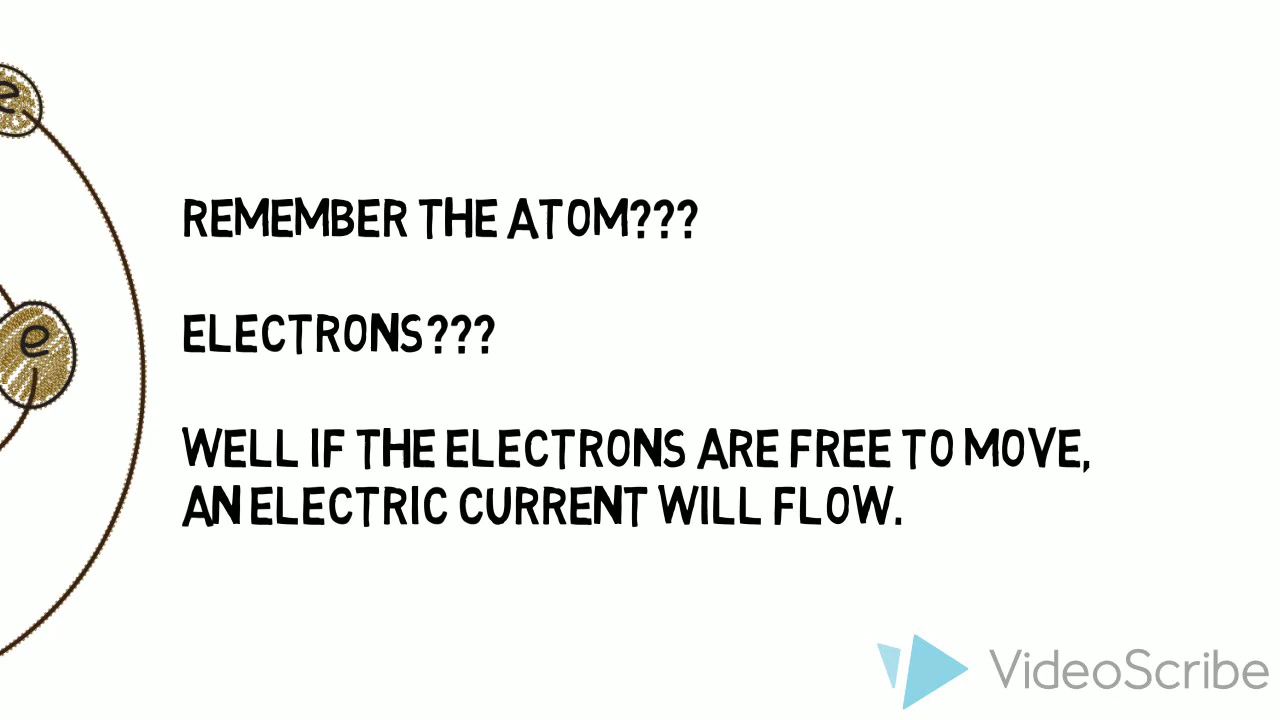 e
REMEMBER THE ATOM???
ELECTRONS???
e
WELL IF THE ELECTRONS ARE FREE TO MOVE,
AN ELECTRIC CURRENT WILL FLOW.
VideoScribe